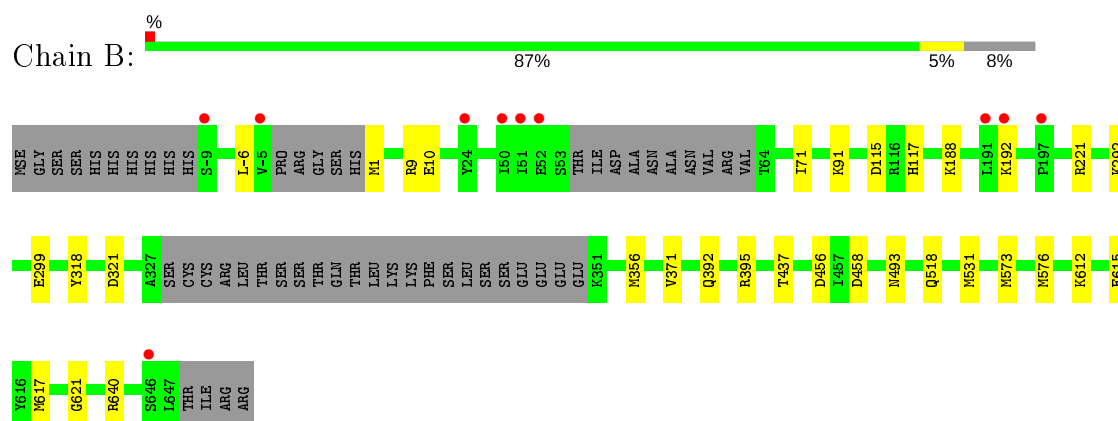 %
Chain B:
87% 5% 8%
MSE GLY SER SER HIS HIS HIS HIS HIS HIS S-9 L-6 V-5 PRO ARG GLY SER HIS M1 R9 E10 Y24 I50 I51 E52 S53 THR ILE ASP ALA ASN ALA ASN VAL ARG VAL T64 I71 K91 D115 R116 H117 K188 L191 K192 P197 R221
E299 Y318 D321 A327 SER CYS CYS ARG LEU THR SER SER THR GLN THR LEU LYS LYS PHE SER LEU SER SER GLU GLU GLU GLU K351 M356 V371 Q392 R395 T437 D456 I457 D458 N493 Q518 M531 M573 M576 K612
Y616 M617 G621 R640 S646 L647 THR ILE ARG ARG